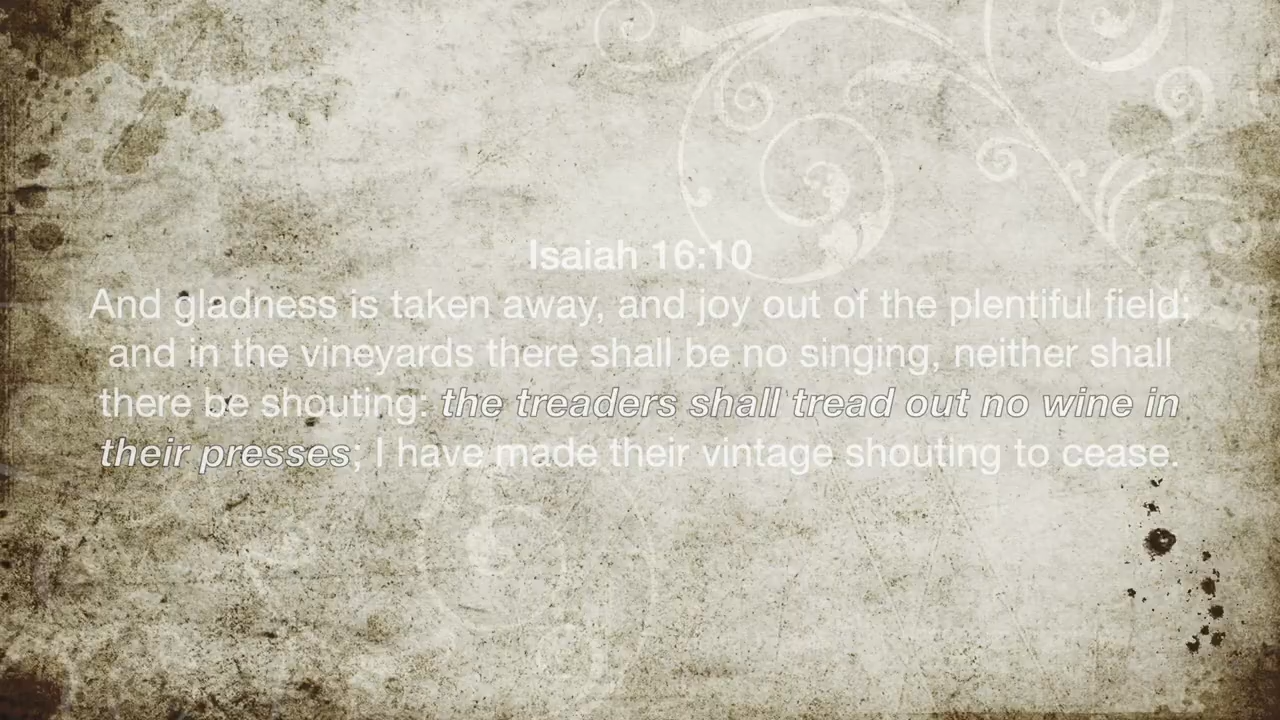 Isaiah 16:10
And gladness is taken away, and joy out of the plentiful field;
and in the vineyards there shall be no singing, neither shall
there be shouting: the treaders shall tread out no wine in
their presses; I have made their vintage shouting to cease.